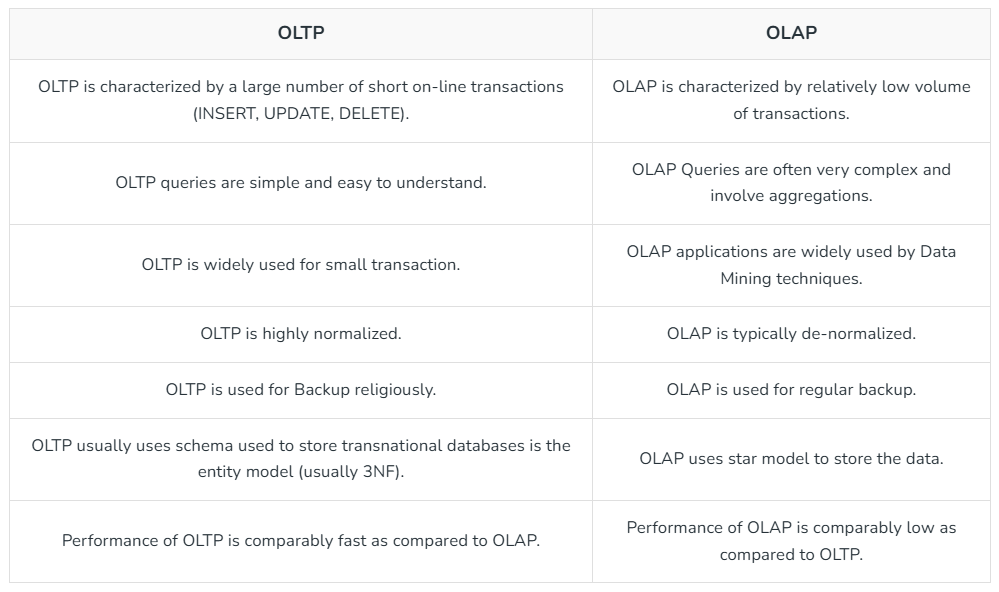 OLTP
OLAP
OLTP is characterized by a large number of short on-line transactions
(INSERT, UPDATE, DELETE).
OLAP is characterized by relatively low volume
of transactions.
OLTP queries are simple and easy to understand.
OLAP Queries are often very complex and
involve aggregations.
OLTP is widely used for small transaction.
OLAP applications are widely used by Data
Mining techniques.
OLTP is highly normalized.
OLAP is typically de-normalized.
OLTP is used for Backup religiously.
OLAP is used for regular backup.
OLTP usually uses schema used to store transnational databases is the
entity model (usually 3NF).
OLAP uses star model to store the data.
Performance of OLTP is comparably fast as compared to OLAP.
Performance of OLAP is comparably low as
compared to OLTP.